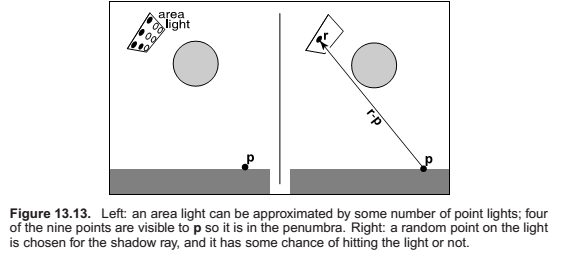 area
light
p
r
r-p
p
Figure 13.13. Left: an area light can be approximated by some number of point lights; four
of the nine points are visible to p so it is in the penumbra. Right: a random point on the light
is chosen for the shadow ray, and it has some chance of hitting the light or not.